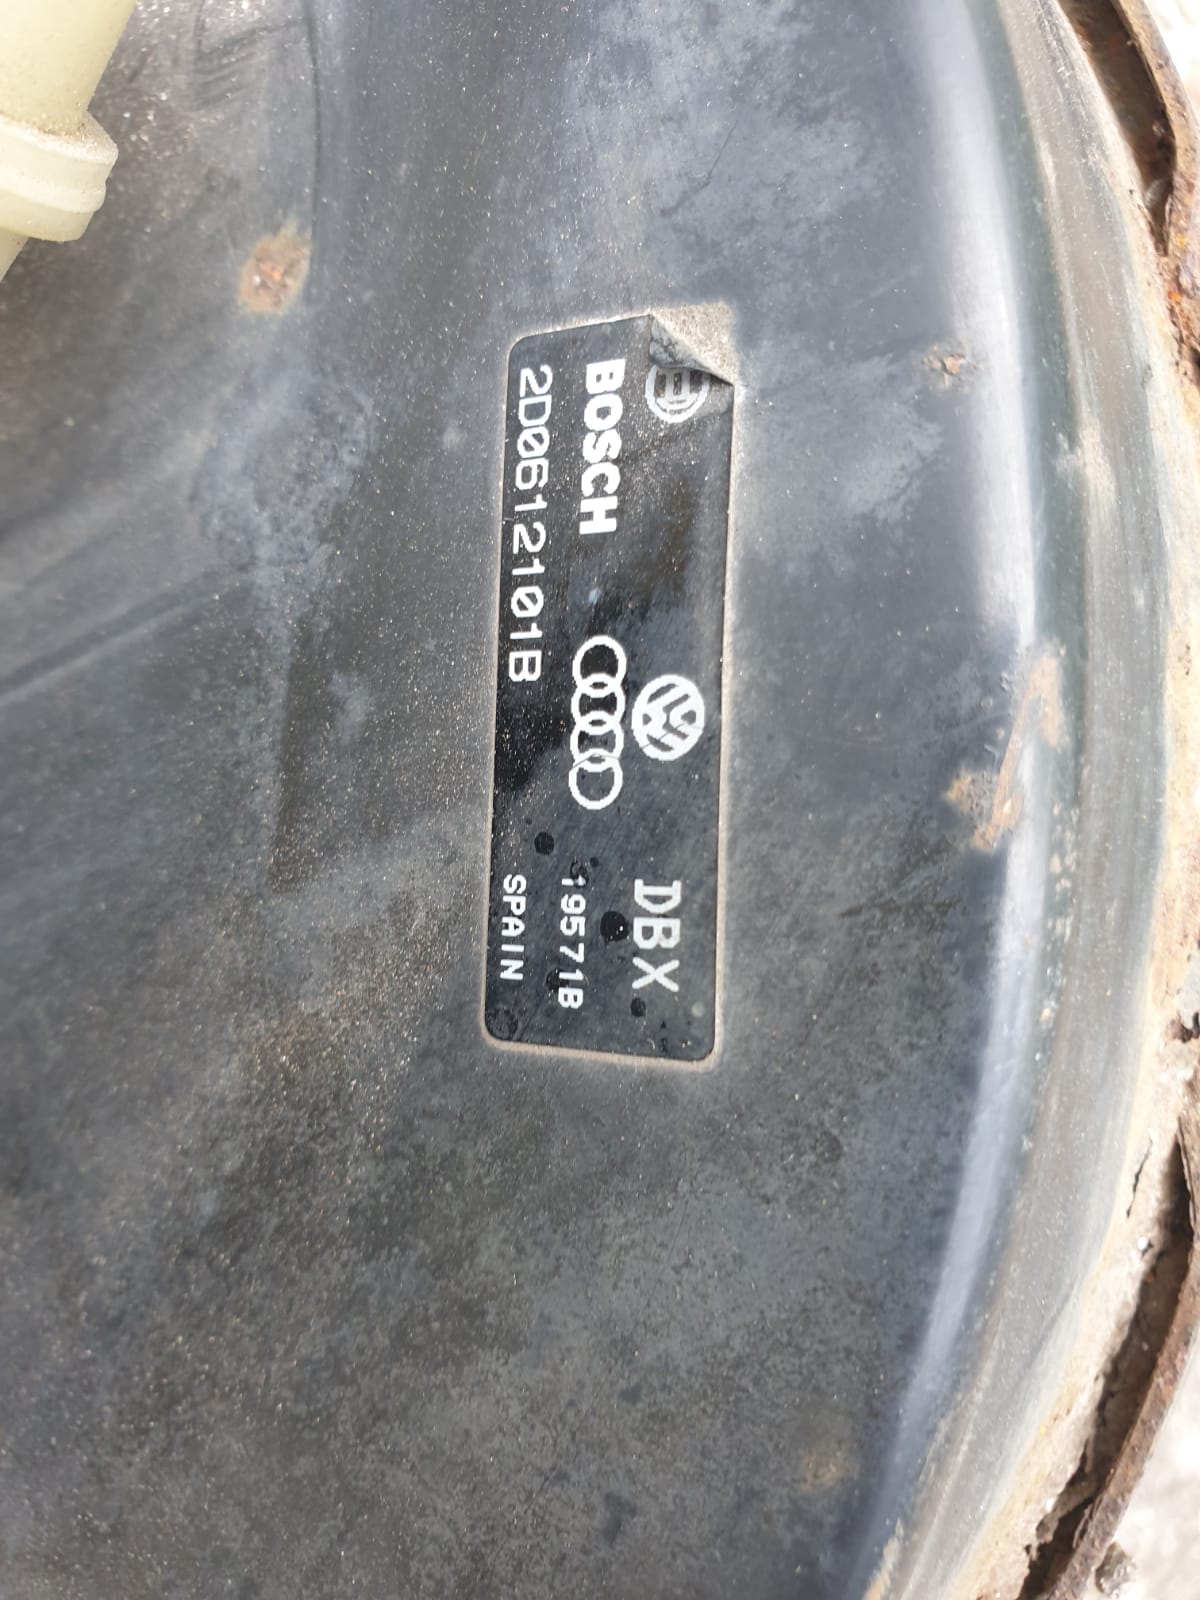 DBX
BOSCH
19571B
2D0612101B
SPAIN